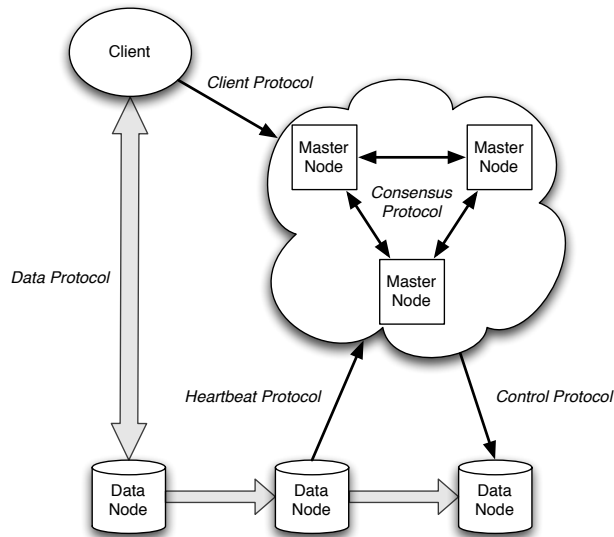 Client
Client Protocol
Master
Node
Master
Node
Consensus
Protocol
Data Protocol
Master
Node
Heartbeat Protocol
Control Protocol
Data
Node
Data
Node
Data
Node